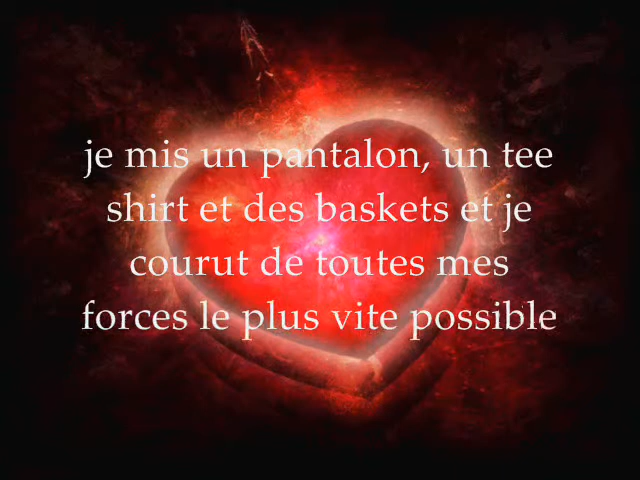 je mis un pantalon, un tee
shirt et des baskets et je
courut de toutes mes
forces le plus vite possible